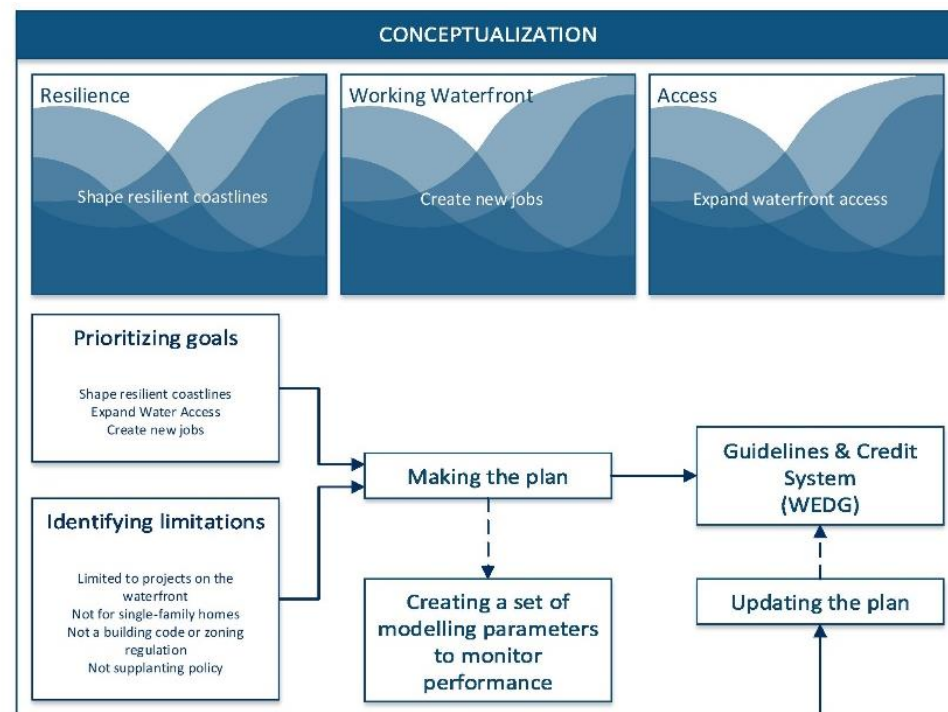 CONCEPTUALIZATION
Resilience
Shape resilient coastlines
Working Waterfront
Create new jobs
Access
Expand waterfront access
Prioritizing goals
Shape resilient coastlines
Expand Water Access
Create new jobs
Identifying limitations
Limited to projects on the
waterfront
Not for single-family homes
Not a building code or zoning
regulation
Not supplanting policy
Making the plan
Creating a set of
modelling parameters
to monitor
performance
Guidelines & Credit
System
(WEDG)
Updating the plan